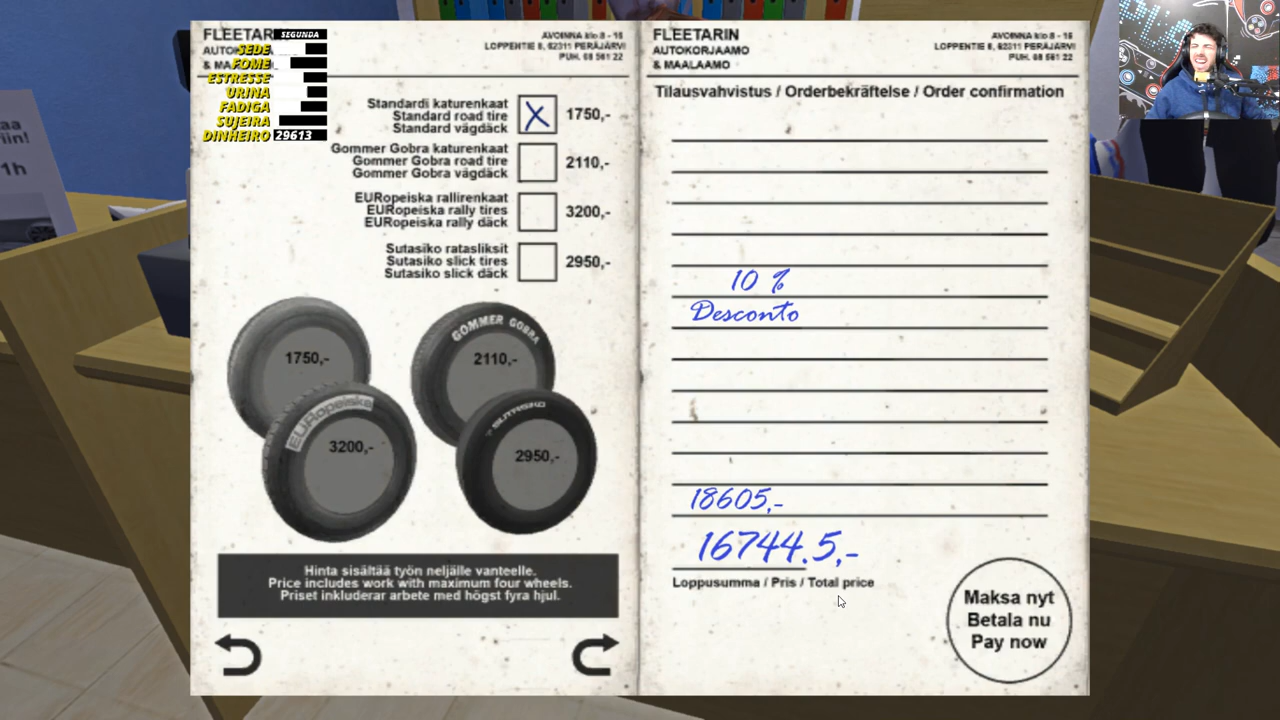 FLEETARIN
AUTOKORJAAMO
& MAALAAMO
AVOINNA klo 8 - 16
LOPPENTIE 8, 62311 PERÄJÄRVI
PUH. 68 561 22
SEGUNDA
SEDE
FOME
ESTRESSE
URINA
FADIGA
SUJEIRA
DINHEIRO 29613
Standardi katurenkaat
Standard road tire
Standard vägdäck
X
1750,-
Gommer Gobra katurenkaat
Gommer Gobra road tire
Gommer Gobra vägdäck
2110,-
EURopeiska rallirenkaat
EURopeiska rally tires
EURopeiska rally däck
3200,-
Sutasiko ratasliksit
Sutasiko slick tires
Sutasiko slick däck
2950,-
1750,-
GOMMER GOBRA
2110,-
EURopeiska
3200,-
SUTASIKO
2950,-
Hinta sisältää työn neljälle vanteelle.
Price includes work with maximum four wheels.
Priset inkluderar arbete med högst fyra hjul.
FLEETARIN
AUTOKORJAAMO
& MAALAAMO
AVOINNA klo 8 - 16
LOPPENTIE 8, 62311 PERÄJÄRVI
PUH. 68 561 22
Tilausvahvistus / Orderbekräftelse / Order confirmation
10 %
Desconto
18605,-
16744.5,-
Loppusumma / Pris / Total price
Maksa nyt
Betala nu
Pay now
1h